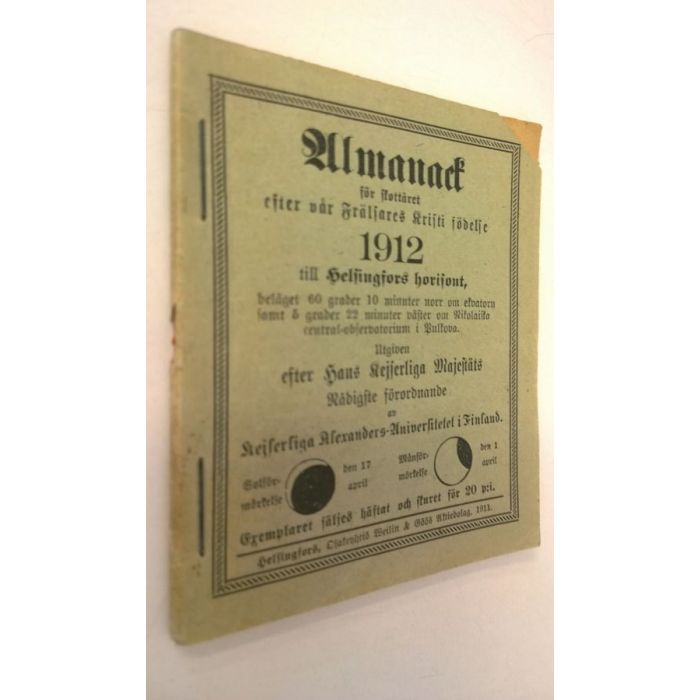 Almanack
för skottåret
efter vår Frälsares Kristi födelse
1912
till Helsingfors horisont,
beläget 60 grader 10 minuter norr om ekvatorn
samt 5 grader 22 minuter väster om Nikolaiska
central-observatorium i Pulkova.
Utgiven
efter Hans Kejserliga Majestäts
Nådigste förordnande
av
Kejserliga Alexanders-Universitetet i Finland.
Solför-
mörkelse
den 17
april
Månför-
mörkelse
den 1
april
Exemplaret säljes häftat och skuret för 20 p:i.
Helsingfors, Osakeyhtiö Weilin & Göös Aktiebolag, 1911.